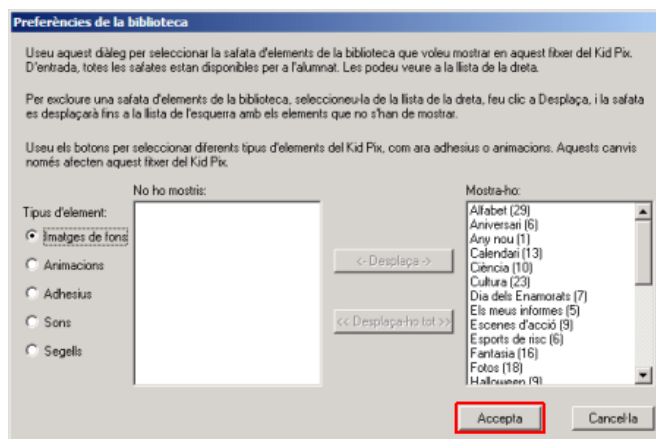 Preferències de la biblioteca
Useu aquest diàleg per seleccionar la safata d'elements de la biblioteca que voleu mostrar en aquest fitxer del Kid Pix.
D'entrada, totes les safates estan disponibles per a l'alumnat. Les podeu veure a la llista de la dreta.
Per excloure una safata d'elements de la biblioteca, seleccioneu-la de la llista de la dreta, feu clic a Desplaça, i la safata
es desplaçarà fins a la llista de l'esquerra amb els elements que no s'han de mostrar.
Useu els botons per seleccionar diferents tipus d'elements del Kid Pix, com ara adhesius o animacions. Aquests canvis
només afecten aquest fitxer del Kid Pix.
No ho mostris:
Mostra-ho:
Tipus d'element:
Imatges de fons
Animacions
Adhesius
Sons
Segells
<- Desplaça ->
<< Desplaça-ho tot >>
Alfabet (29)
Aniversari (6)
Any nou (1)
Calendari (13)
Ciència (10)
Cultura (23)
Dia dels Enamorats (7)
Els meus informes (5)
Escenes d'acció (9)
Esports de risc (6)
Fantasia (16)
Fotos (18)
Halloween (9)
Accepta
Cancel·la